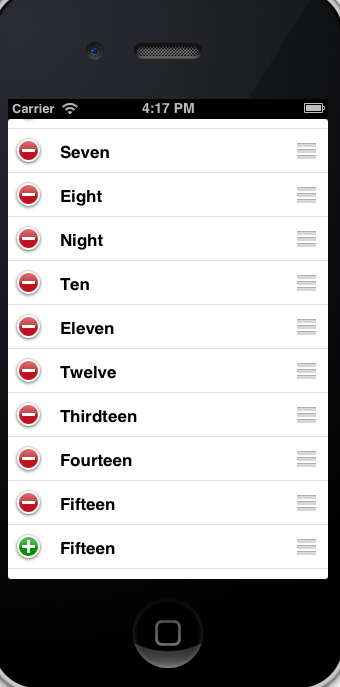 Carrier 4:17 PM
Seven
Eight
Night
Ten
Eleven
Twelve
Thirdteen
Fourteen
Fifteen
Fifteen